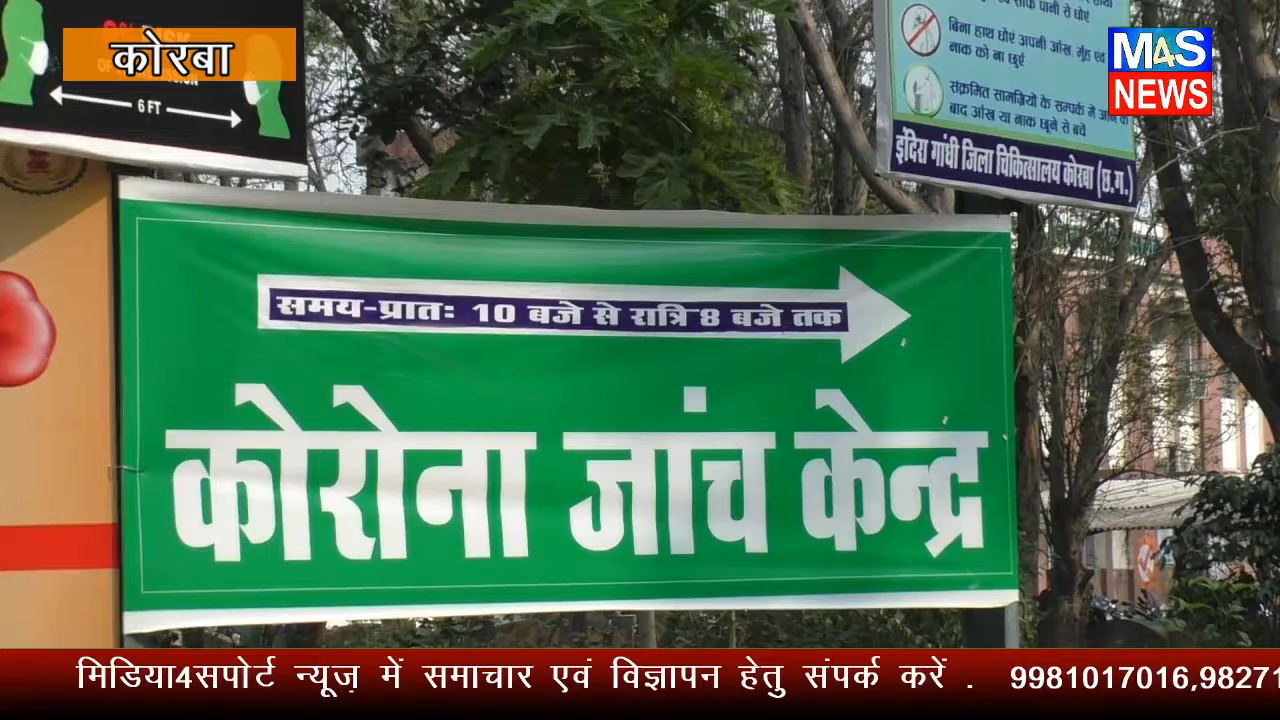 कोरबा
6 FT
बिना हाथ धोएं अपनी आँख, मुँह एवं
नाक को ना छुएं
संक्रमित सामग्रियों के सम्पर्क में
बाद आँख या नाक छूने से बचें
इंदिरा गांधी जिला चिकित्सालय कोरबा (छ.ग.)
M4S
NEWS
समय-प्रातः 10 बजे से रात्रि 8 बजे तक
कोरोना जांच केन्द्र
मिडिया4सपोर्ट न्यूज़ में समाचार एवं विज्ञापन हेतु संपर्क करें . 9981017016,98271